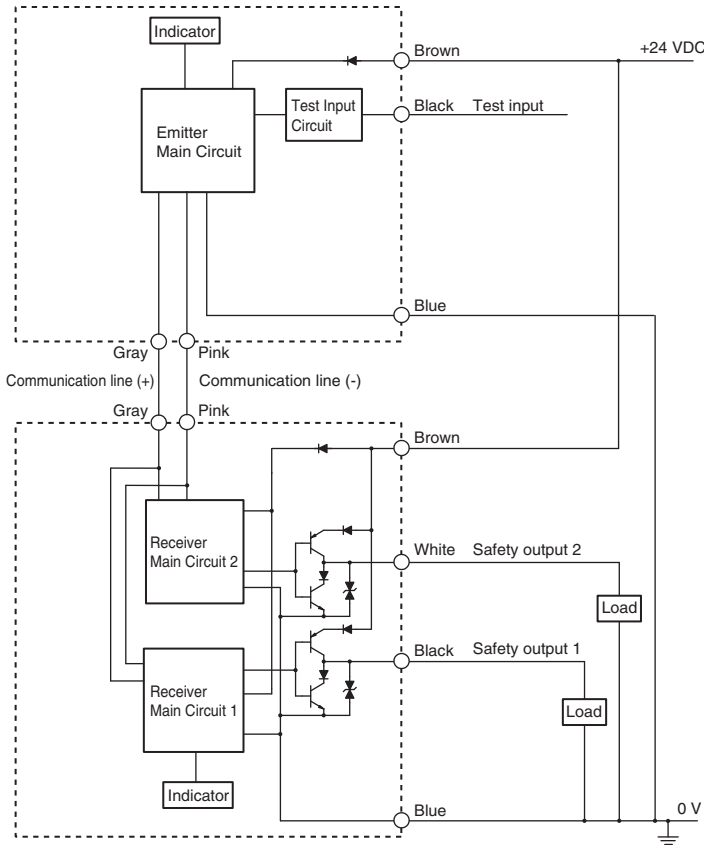 Indicator
Brown
+24 VDC
Emitter
Main Circuit
Test Input
Circuit
Black
Test input
Blue
Gray
Pink
Communication line (+)
Communication line (-)
Gray
Pink
Brown
Receiver
Main Circuit 2
White
Safety output 2
Load
Black
Safety output 1
Receiver
Main Circuit 1
Load
Indicator
Blue
0 V